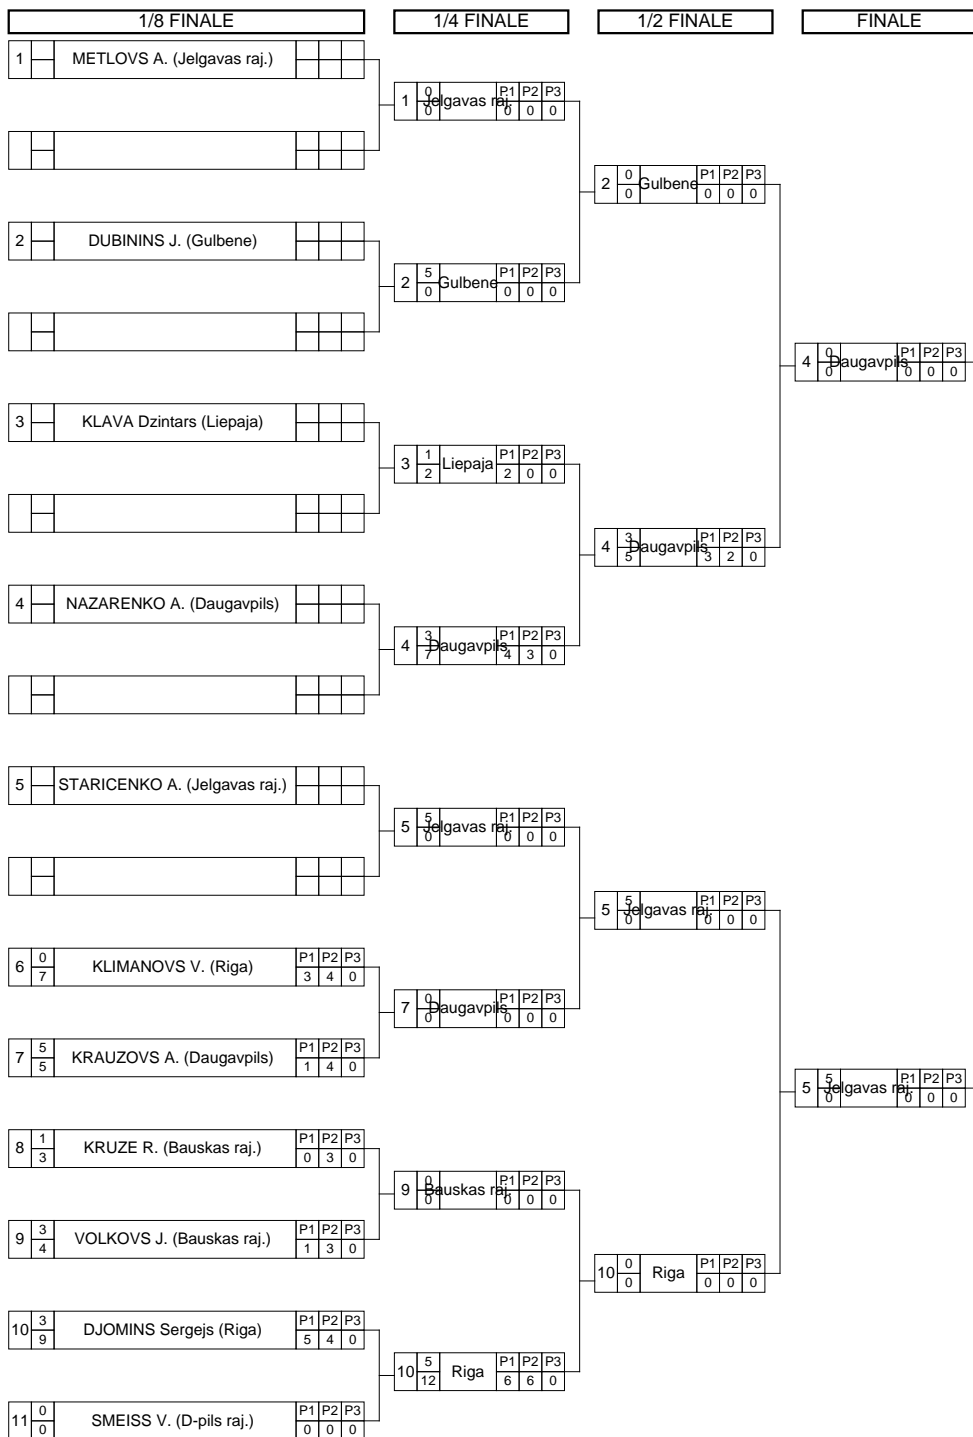 1/8 FINALE 1/4 FINALE 1/2 FINALE FINALE
1 METLOVS A. (Jelgavas raj.)
1 0 0 Jelgavas raj. P1 P2 P3 0 0 0
2 0 0 Gulbene P1 P2 P3 0 0 0
2 DUBININS J. (Gulbene)
2 5 0 Gulbene P1 P2 P3 0 0 0
4 0 0 Daugavpils P1 P2 P3 0 0 0
3 KLAVA Dzintars (Liepaja)
3 1 2 Liepaja P1 P2 P3 2 0 0
4 3 5 Daugavpils P1 P2 P3 3 2 0
4 NAZARENKO A. (Daugavpils)
4 3 7 Daugavpils P1 P2 P3 4 3 0
5 STARICENKO A. (Jelgavas raj.)
5 5 0 Jelgavas raj. P1 P2 P3 0 0 0
5 5 0 Jelgavas raj. P1 P2 P3 0 0 0
6 0 7 KLIMANOVS V. (Riga) P1 P2 P3 3 4 0
7 0 0 Daugavpils P1 P2 P3 0 0 0
7 5 5 KRAUZOVS A. (Daugavpils) P1 P2 P3 1 4 0
5 5 0 Jelgavas raj. P1 P2 P3 0 0 0
8 1 3 KRUZE R. (Bauskas raj.) P1 P2 P3 0 3 0
9 0 0 Bauskas raj. P1 P2 P3 0 0 0
9 3 4 VOLKOVS J. (Bauskas raj.) P1 P2 P3 1 3 0
10 0 0 Riga P1 P2 P3 0 0 0
10 3 9 DJOMINS Sergejs (Riga) P1 P2 P3 5 4 0
10 5 12 Riga P1 P2 P3 6 6 0
11 0 0 SMEISS V. (D-pils raj.) P1 P2 P3 0 0 0